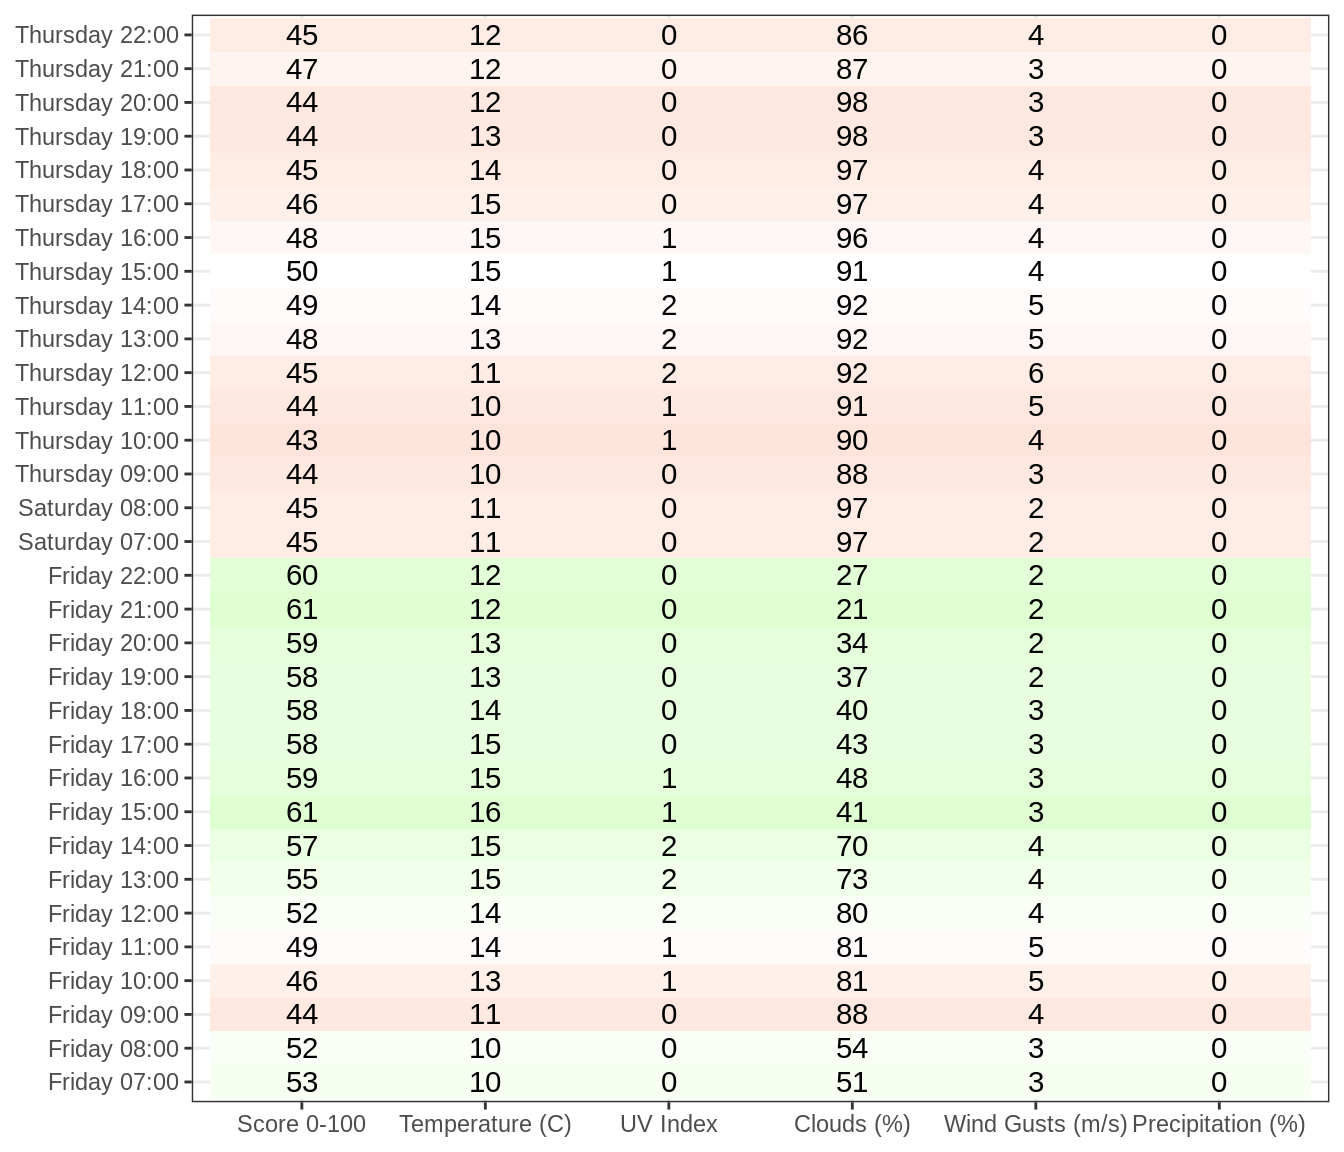 Thursday 22:00 45 12 0 86 4 0
Thursday 21:00 47 12 0 87 3 0
Thursday 20:00 44 12 0 98 3 0
Thursday 19:00 44 13 0 98 3 0
Thursday 18:00 45 14 0 97 4 0
Thursday 17:00 46 15 0 97 4 0
Thursday 16:00 48 15 1 96 4 0
Thursday 15:00 50 15 1 91 4 0
Thursday 14:00 49 14 2 92 5 0
Thursday 13:00 48 13 2 92 5 0
Thursday 12:00 45 11 2 92 6 0
Thursday 11:00 44 10 1 91 5 0
Thursday 10:00 43 10 1 90 4 0
Thursday 09:00 44 10 0 88 3 0
Saturday 08:00 45 11 0 97 2 0
Saturday 07:00 45 11 0 97 2 0
Friday 22:00 60 12 0 27 2 0
Friday 21:00 61 12 0 21 2 0
Friday 20:00 59 13 0 34 2 0
Friday 19:00 58 13 0 37 2 0
Friday 18:00 58 14 0 40 3 0
Friday 17:00 58 15 0 43 3 0
Friday 16:00 59 15 1 48 3 0
Friday 15:00 61 16 1 41 3 0
Friday 14:00 57 15 2 70 4 0
Friday 13:00 55 15 2 73 4 0
Friday 12:00 52 14 2 80 4 0
Friday 11:00 49 14 1 81 5 0
Friday 10:00 46 13 1 81 5 0
Friday 09:00 44 11 0 88 4 0
Friday 08:00 52 10 0 54 3 0
Friday 07:00 53 10 0 51 3 0
Score 0-100 Temperature (C) UV Index Clouds (%) Wind Gusts (m/s) Precipitation (%)